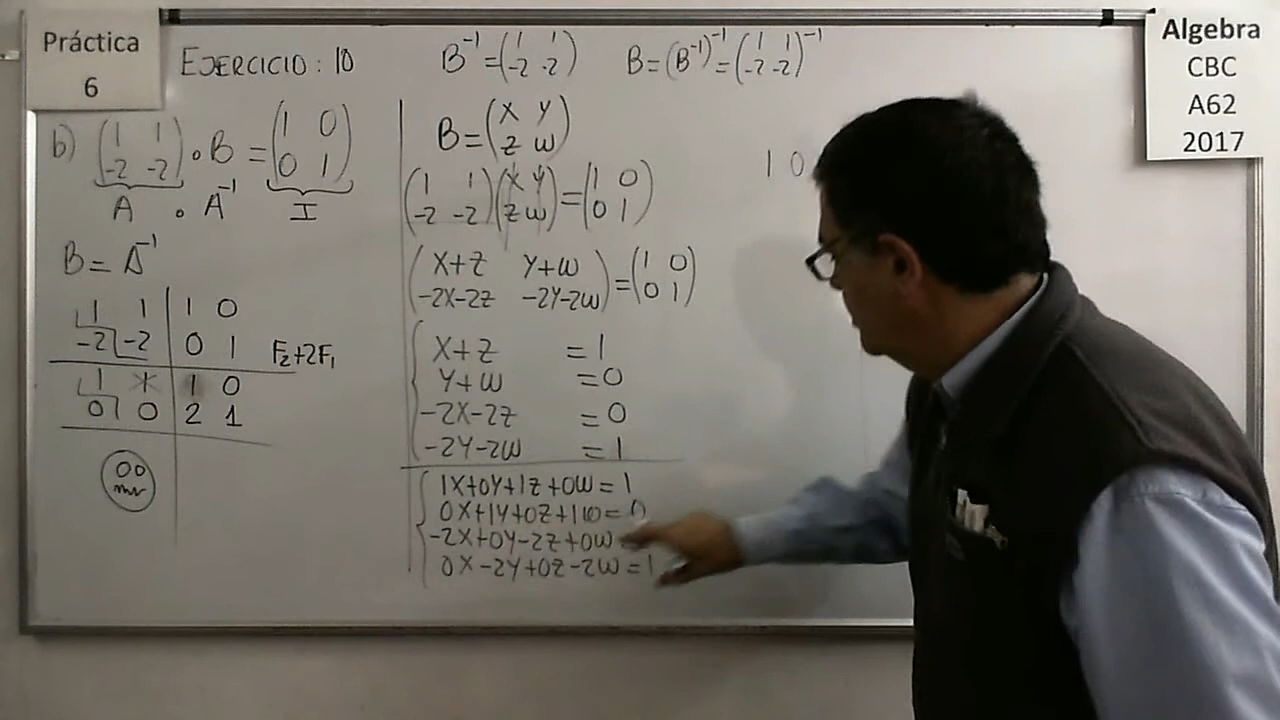 Práctica
6
EJERCICIO: 10
B⁻¹ = (1 1 / -2 -2)
B = (B⁻¹)⁻¹ = (1 1 / -2 -2)⁻¹
Algebra
CBC
A62
2017
b) (1 1 / -2 -2) · B = (1 0 / 0 1)
A · A⁻¹ I
B = A⁻¹
1 1 | 1 0
-2 -2 | 0 1 F₂+2F₁
1 1 | 1 0
0 0 | 2 1
B = (X Y / Z W)
(1 1 / -2 -2)(X Y / Z W) = (1 0 / 0 1)
(X+Z Y+W / -2X-2Z -2Y-2W) = (1 0 / 0 1)
X+Z = 1
Y+W = 0
-2X-2Z = 0
-2Y-2W = 1
1X+0Y+1Z+0W = 1
0X+1Y+0Z+1W = 0
-2X+0Y-2Z+0W =
0X-2Y+0Z-2W = 1
1 0